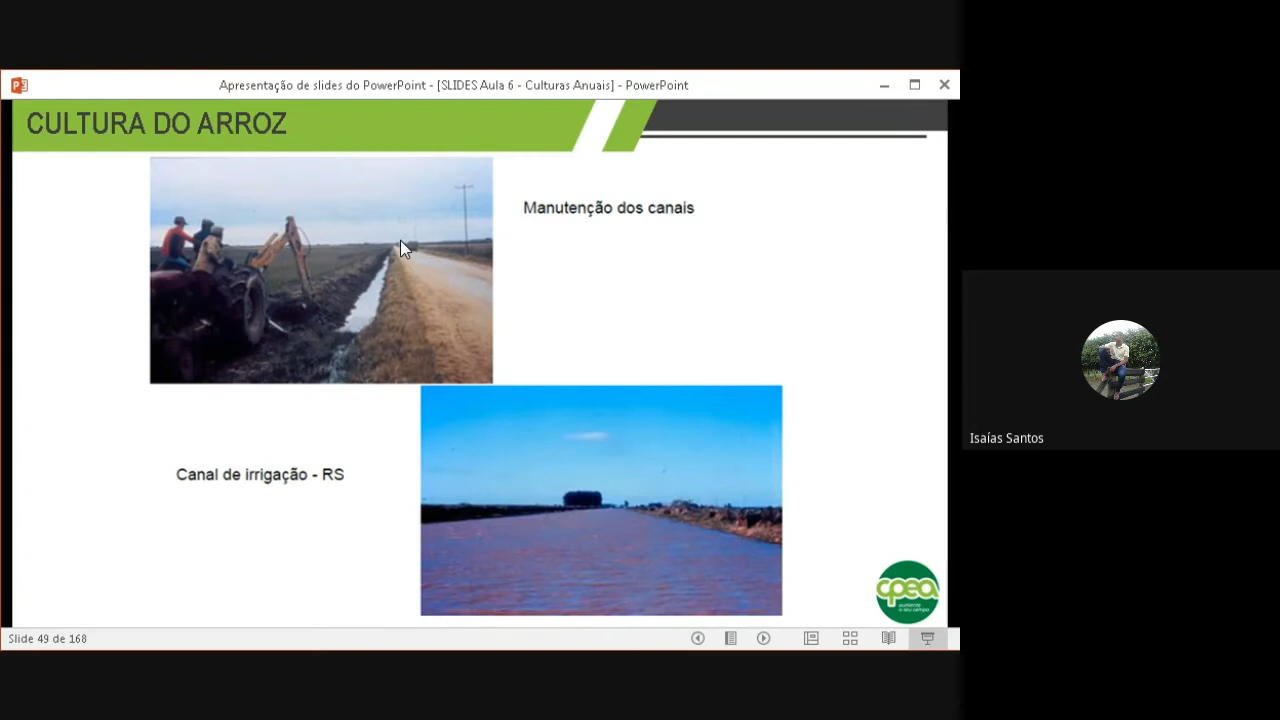 Apresentação de slides do PowerPoint - [SLIDES Aula 6 - Culturas Anuais] - PowerPoint
CULTURA DO ARROZ
Manutenção dos canais
Canal de irrigação - RS
cpea
Slide 49 de 168
Isaías Santos